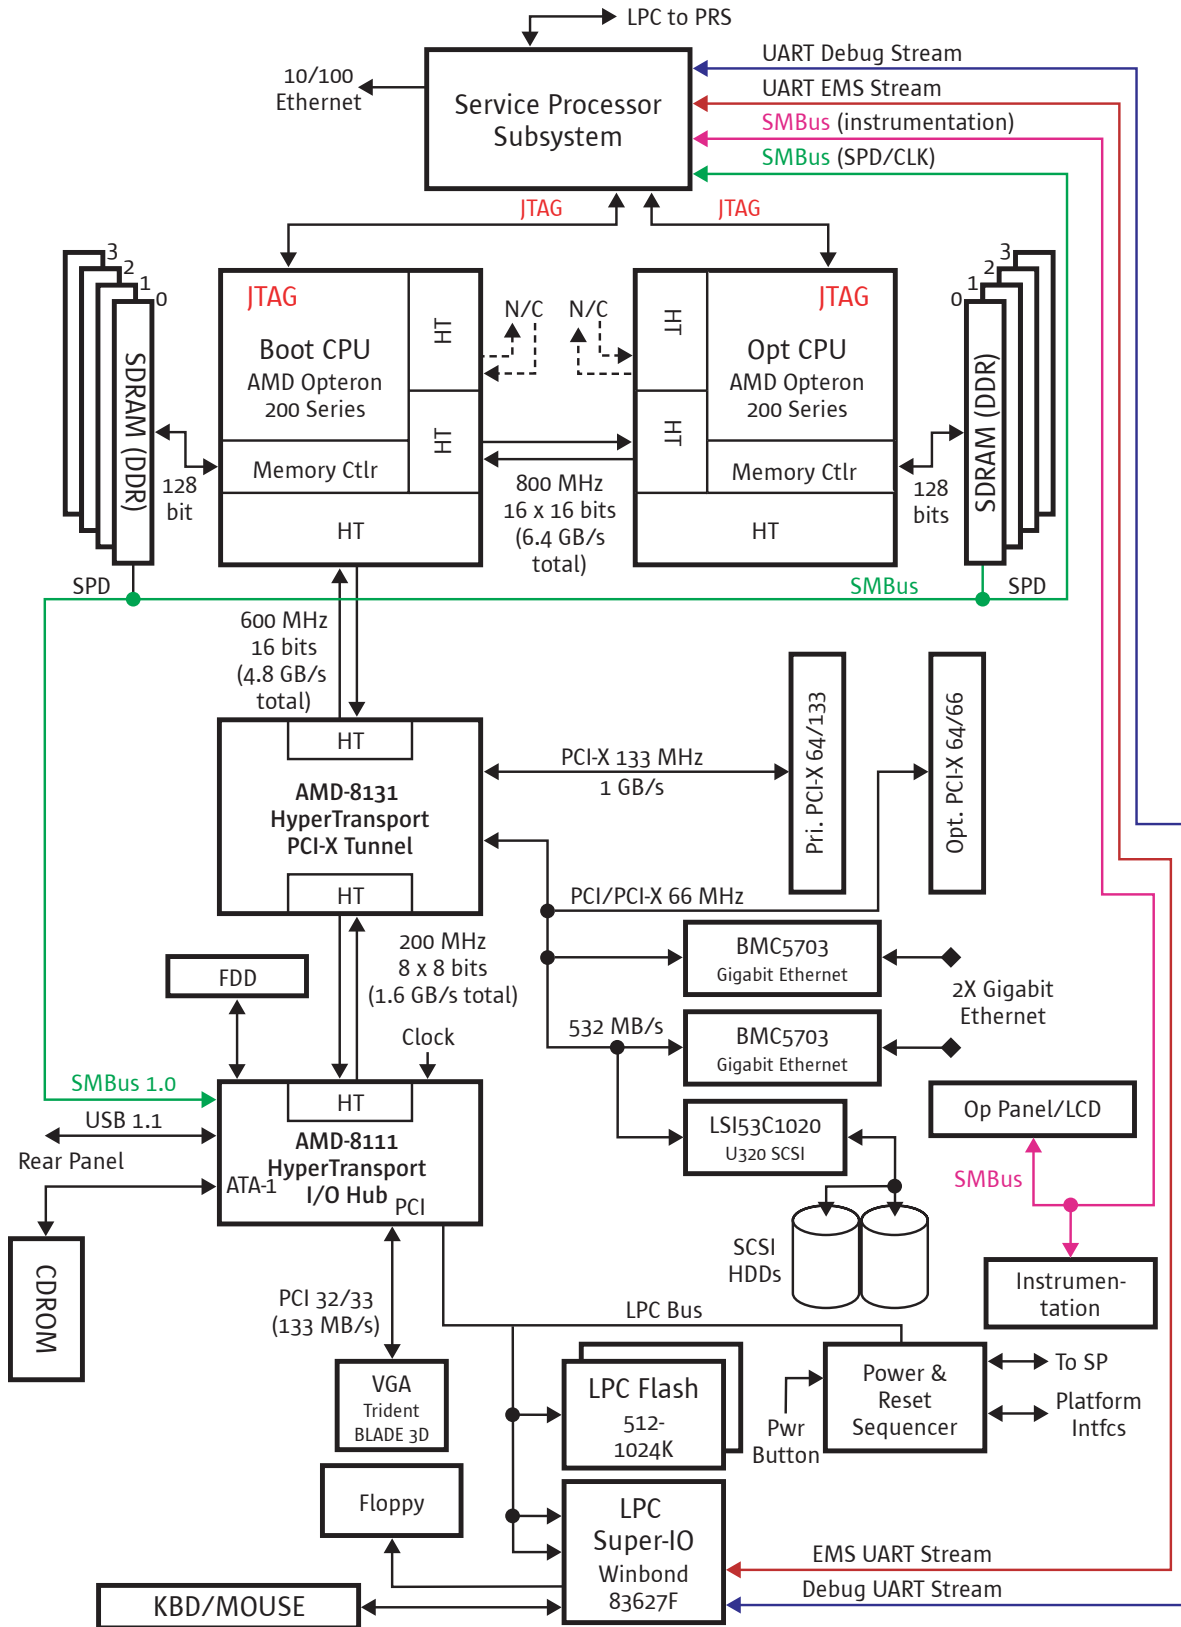 LPC to PRS
UART Debug Stream
10/100
Ethernet
UART EMS Stream
Service Processor
Subsystem
SMBus (instrumentation)
SMBus (SPD/CLK)
JTAG
JTAG
3
2
1
0
3
2
1
0
JTAG
JTAG
N/C
N/C
HT
HT
Boot CPU
AMD Opteron
200 Series
Opt CPU
AMD Opteron
200 Series
SDRAM (DDR)
SDRAM (DDR)
HT
HT
Memory Ctlr
Memory Ctlr
128
bit
800 MHz
16 x 16 bits
(6.4 GB/s
total)
128
bits
HT
HT
SPD
SMBus
SPD
600 MHz
16 bits
(4.8 GB/s
total)
HT
PCI-X 133 MHz
1 GB/s
Pri. PCI-X 64/133
Opt. PCI-X 64/66
AMD-8131
HyperTransport
PCI-X Tunnel
HT
PCI/PCI-X 66 MHz
200 MHz
8 x 8 bits
(1.6 GB/s total)
BMC5703
Gigabit Ethernet
FDD
2X Gigabit
Ethernet
532 MB/s
BMC5703
Gigabit Ethernet
Clock
SMBus 1.0
HT
USB 1.1
Rear Panel
AMD-8111
HyperTransport
I/O Hub
ATA-1
PCI
LSI53C1020
U320 SCSI
Op Panel/LCD
SMBus
SCSI
HDDs
Instrumen-
tation
CDROM
PCI 32/33
(133 MB/s)
LPC Bus
VGA
Trident
BLADE 3D
LPC Flash
512-
1024K
Power &
Reset
Sequencer
To SP
Platform
Intfcs
Pwr
Button
Floppy
LPC
Super-IO
Winbond
83627F
EMS UART Stream
Debug UART Stream
KBD/MOUSE